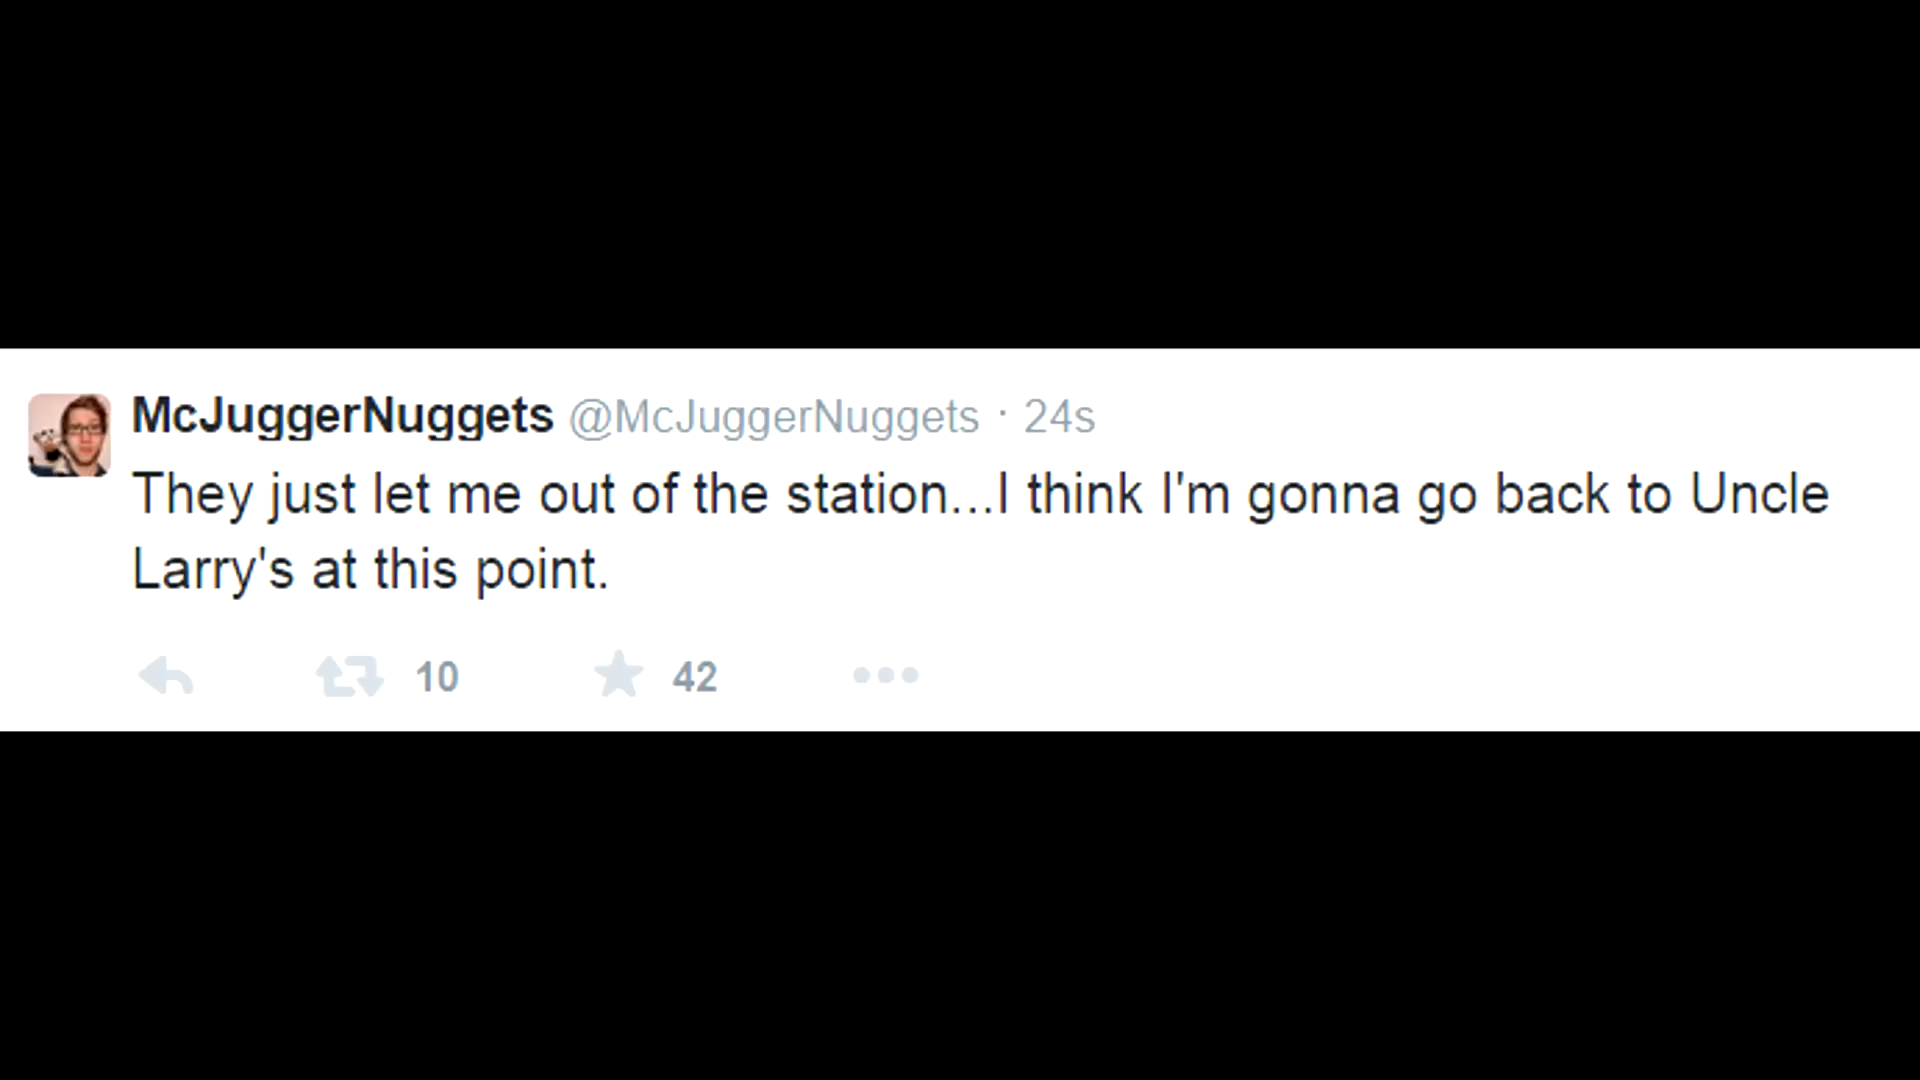 McJuggerNuggets @McJuggerNuggets · 24s
They just let me out of the station...I think I'm gonna go back to Uncle
Larry's at this point.
10 42